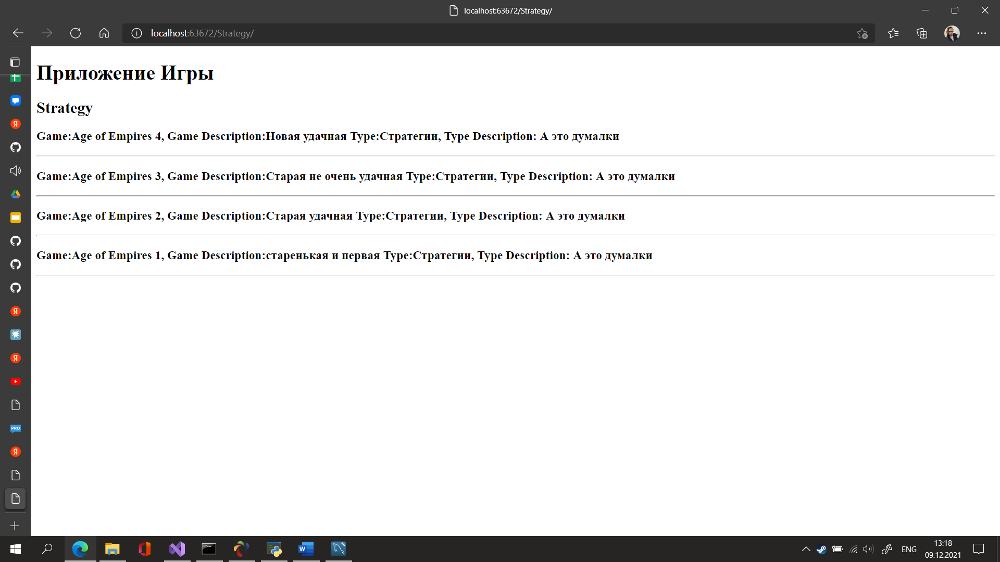 localhost:63672/Strategy/
localhost:63672/Strategy/
Приложение Игры
Strategy
Game:Age of Empires 4, Game Description:Новая удачная Type:Стратегии, Type Description: А это думалки
Game:Age of Empires 3, Game Description:Старая не очень удачная Type:Стратегии, Type Description: А это думалки
Game:Age of Empires 2, Game Description:Старая удачная Type:Стратегии, Type Description: А это думалки
Game:Age of Empires 1, Game Description:старенькая и первая Type:Стратегии, Type Description: А это думалки
Я
Я
Я
PRO
Я
W
ENG
13:18
09.12.2021